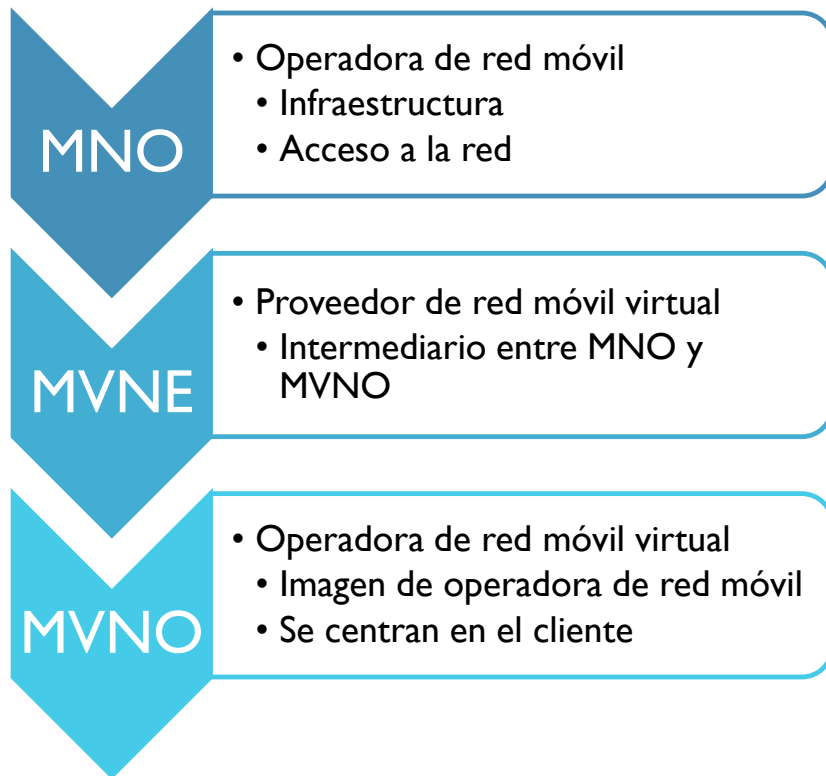 MNO
• Operadora de red móvil
• Infraestructura
• Acceso a la red
MVNE
• Proveedor de red móvil virtual
• Intermediario entre MNO y
MVNO
MVNO
• Operadora de red móvil virtual
• Imagen de operadora de red móvil
• Se centran en el cliente